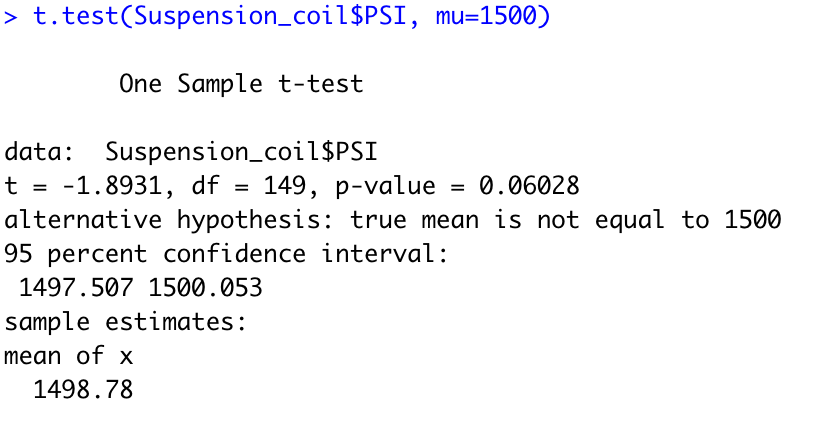 > t.test(Suspension_coil$PSI, mu=1500)
One Sample t-test
data:  Suspension_coil$PSI
t = -1.8931, df = 149, p-value = 0.06028
alternative hypothesis: true mean is not equal to 1500
95 percent confidence interval:
 1497.507 1500.053
sample estimates:
mean of x
  1498.78